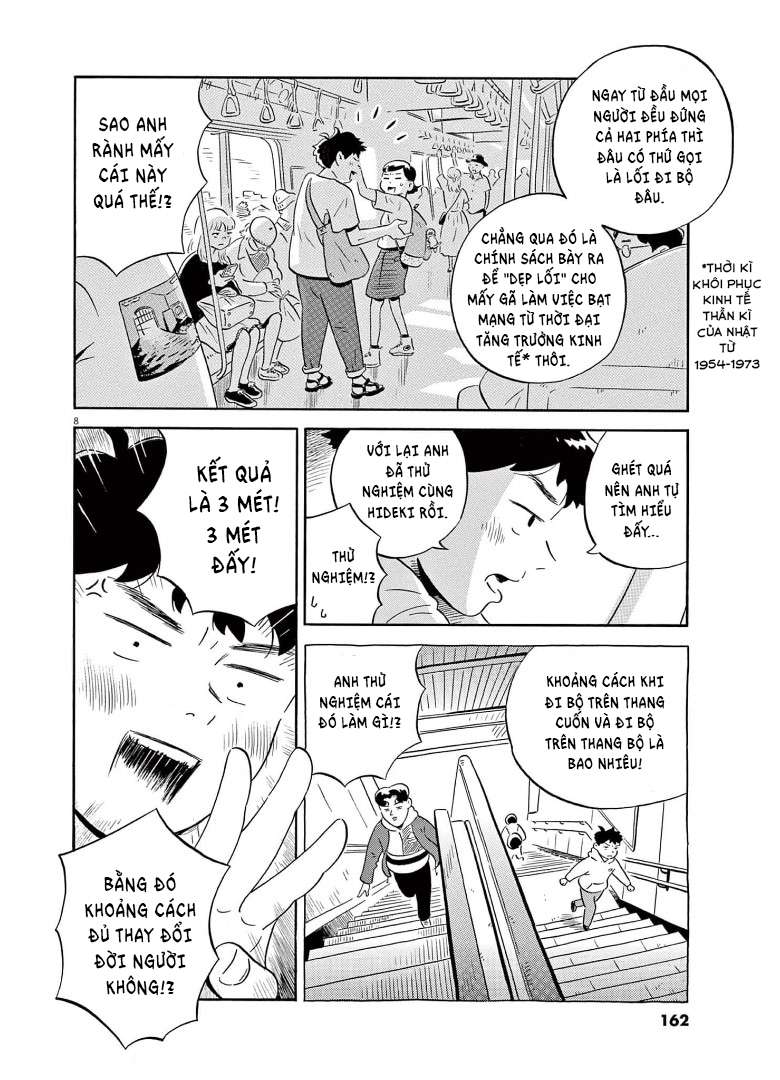 NGAY TỪ ĐẦU MỌI
NGƯỜI ĐỀU ĐỨNG
CẢ HAI PHÍA THÌ
ĐÂU CÓ THỨ GỌI
LÀ LỐI ĐI BỘ
ĐÂU.
CHẲNG QUA ĐÓ LÀ
CHÍNH SÁCH BÀY RA
ĐỂ "DẸP LỐI" CHO
MẤY GÃ LÀM VIỆC BẠT
MẠNG TỪ THỜI ĐẠI
TĂNG TRƯỞNG KINH
TẾ* THÔI.
*THỜI KÌ
KHÔI PHỤC
KINH TẾ
THẦN KÌ
CỦA NHẬT
TỪ
1954-1973
SAO ANH
RÀNH MẤY
CÁI NÀY
QUÁ THẾ!?
8
GHÉT QUÁ
NÊN ANH TỰ
TÌM HIỂU
ĐẤY...
VỚI LẠI ANH
ĐÃ THỬ
NGHIỆM CÙNG
HIDEKI RỒI.
THỬ
NGHIỆM!?
KHOẢNG CÁCH KHI
ĐI BỘ TRÊN THANG
CUỐN VÀ ĐI BỘ
TRÊN THANG BỘ LÀ
BAO NHIÊU!
ANH THỬ
NGHIỆM CÁI
ĐÓ LÀM GÌ!?
KẾT QUẢ
LÀ 3 MÉT!
3 MÉT
ĐẤY!
BẰNG ĐÓ
KHOẢNG CÁCH
ĐỦ THAY ĐỔI
ĐỜI NGƯỜI
KHÔNG!?
162